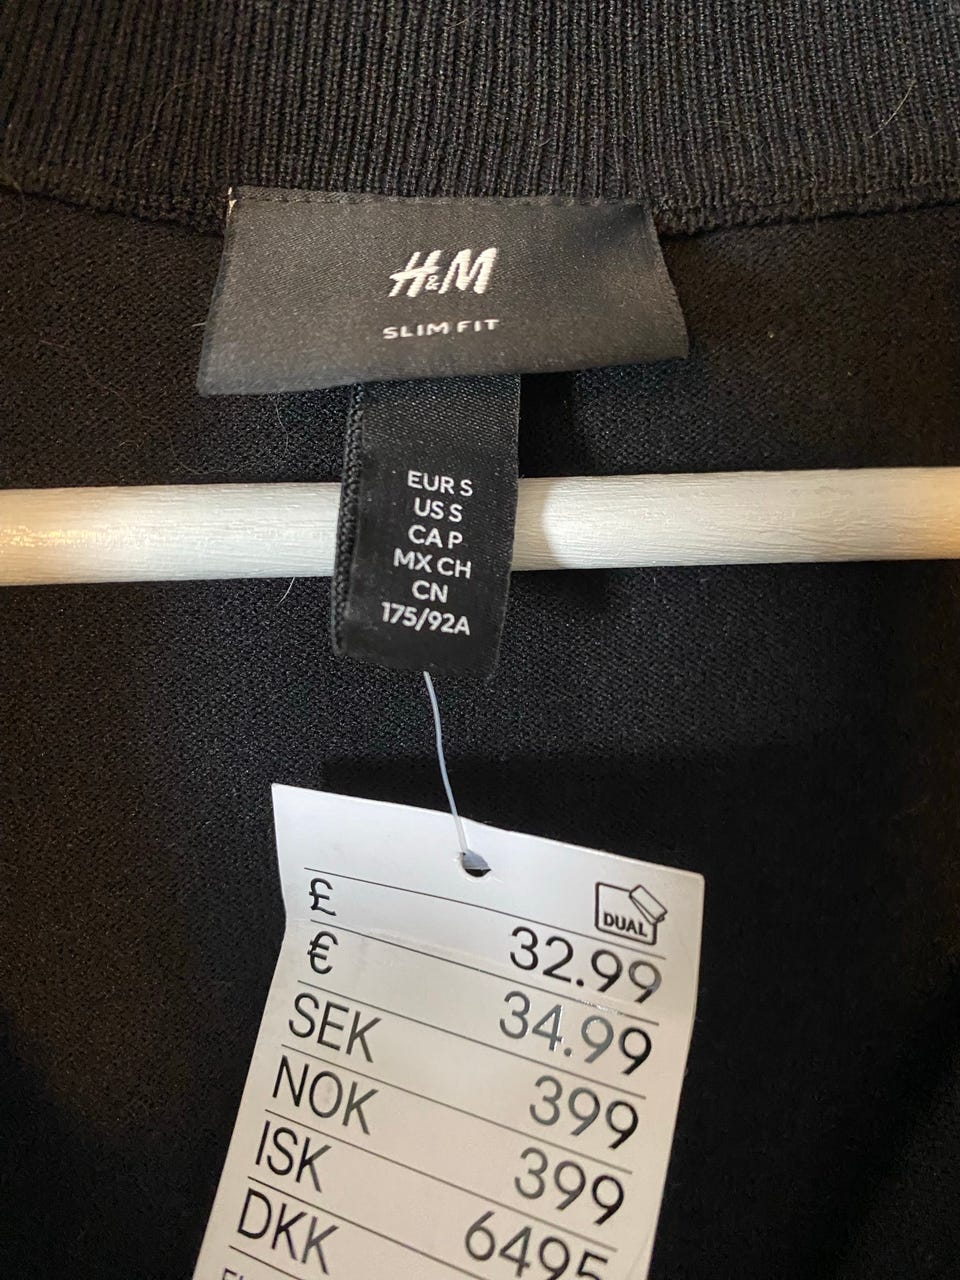 H&M
SLIM FIT
EUR S
US S
CA P
MX CH
CN
175/92A
DUAL
£ 32.99
€ 34.99
SEK 399
NOK 399
ISK 6495
DKK